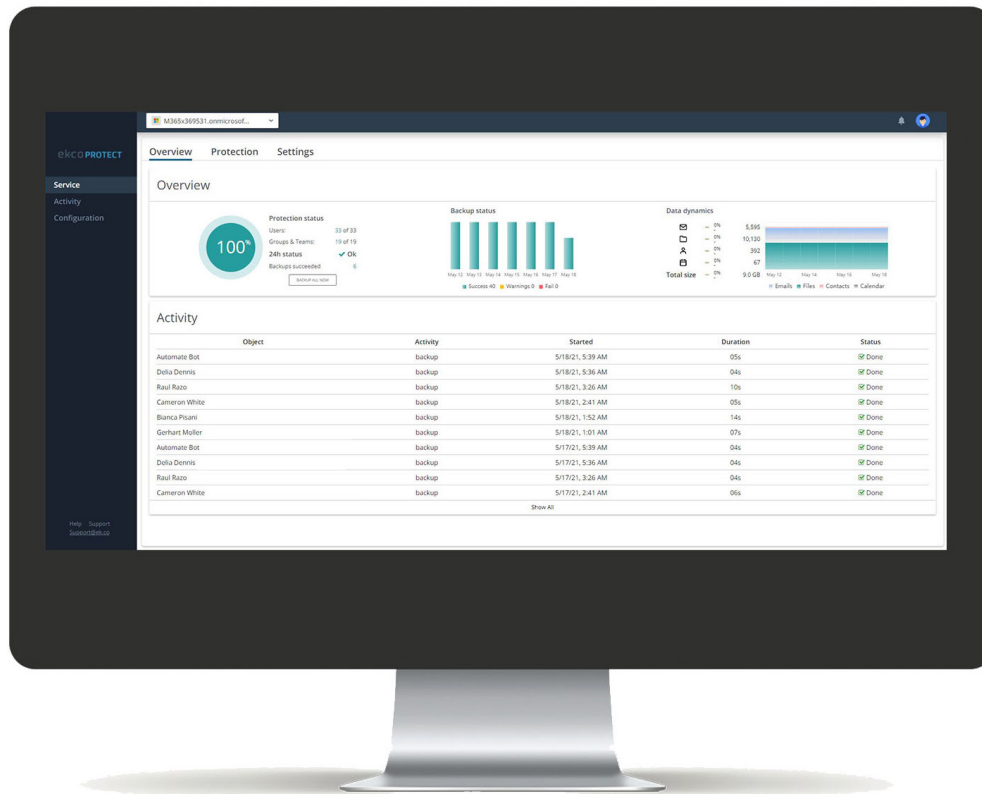 M365x369531.onmicrosof...
ekco PROTECT
Service
Activity
Configuration
Help Support
Support@ek.co
Overview Protection Settings
Overview
100%
Protection status
Users: 33 of 33
Groups & Teams: 19 of 19
24h status Ok
Backups succeeded 6
BACKUP ALL NOW
Backup status
May 12 May 13 May 14 May 15 May 16 May 17 May 18
Success 40 Warnings 0 Fail 0
Data dynamics
– 0% 5,595
– 0% 10,130
– 0% 392
– 0% 67
Total size – 0% 9.0 GB
May 12 May 14 May 16 May 18
Emails Files Contacts Calendar
Activity
Object Activity Started Duration Status
Automate Bot backup 5/18/21, 5:39 AM 05s Done
Delia Dennis backup 5/18/21, 5:36 AM 04s Done
Raul Razo backup 5/18/21, 3:26 AM 10s Done
Cameron White backup 5/18/21, 2:41 AM 05s Done
Bianca Pisani backup 5/18/21, 1:52 AM 14s Done
Gerhart Moller backup 5/18/21, 1:01 AM 07s Done
Automate Bot backup 5/17/21, 5:39 AM 04s Done
Delia Dennis backup 5/17/21, 5:36 AM 04s Done
Raul Razo backup 5/17/21, 3:26 AM 04s Done
Cameron White backup 5/17/21, 2:41 AM 06s Done
Show All